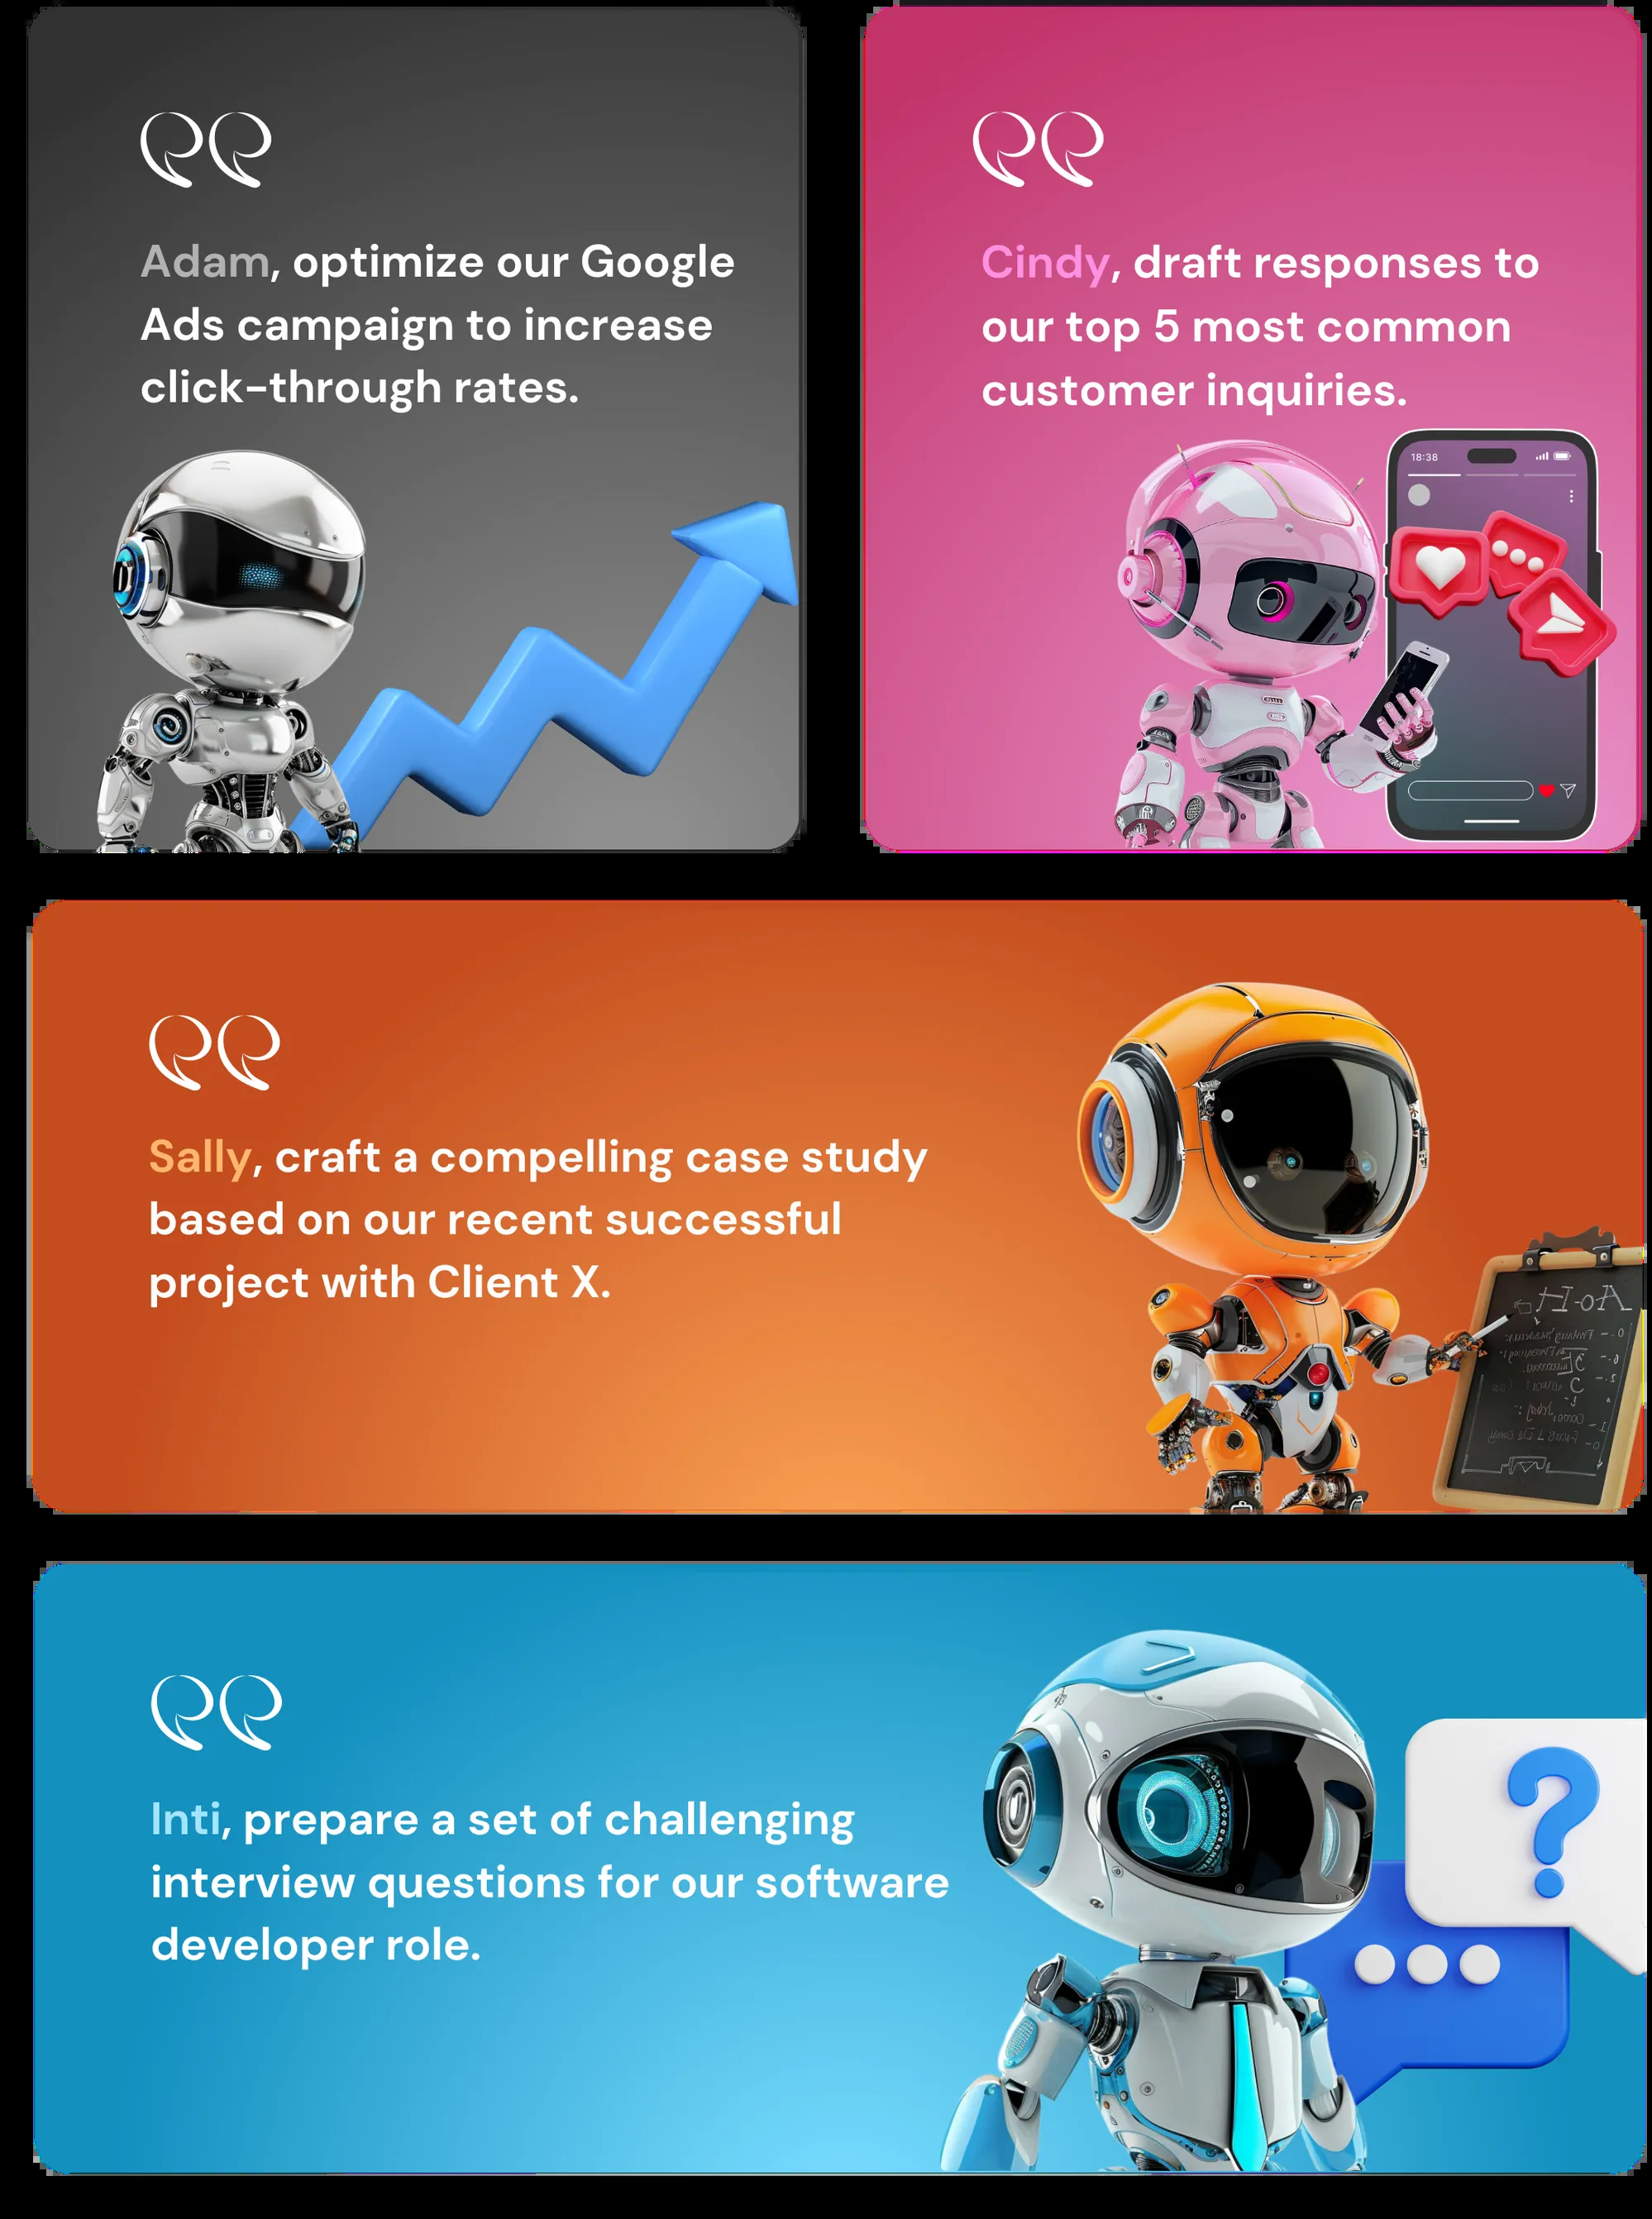 Adam, optimize our Google
Ads campaign to increase
click-through rates.
Cindy, draft responses to
our top 5 most common
customer inquiries.
18:38
Sally, craft a compelling case study
based on our recent successful
project with Client X.
Inti, prepare a set of challenging
interview questions for our software
developer role.